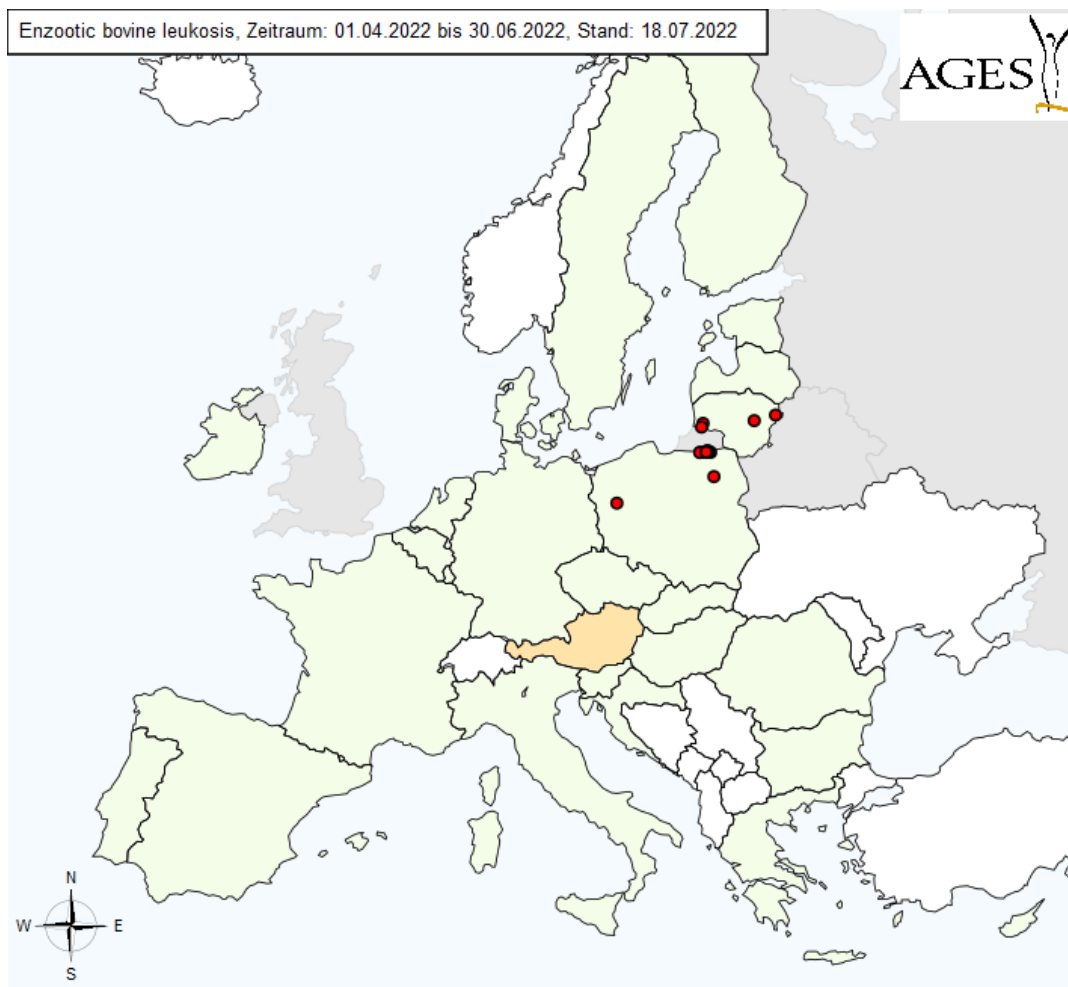 Enzootic bovine leukosis, Zeitraum: 01.04.2022 bis 30.06.2022, Stand: 18.07.2022
AGES
N
W E
S